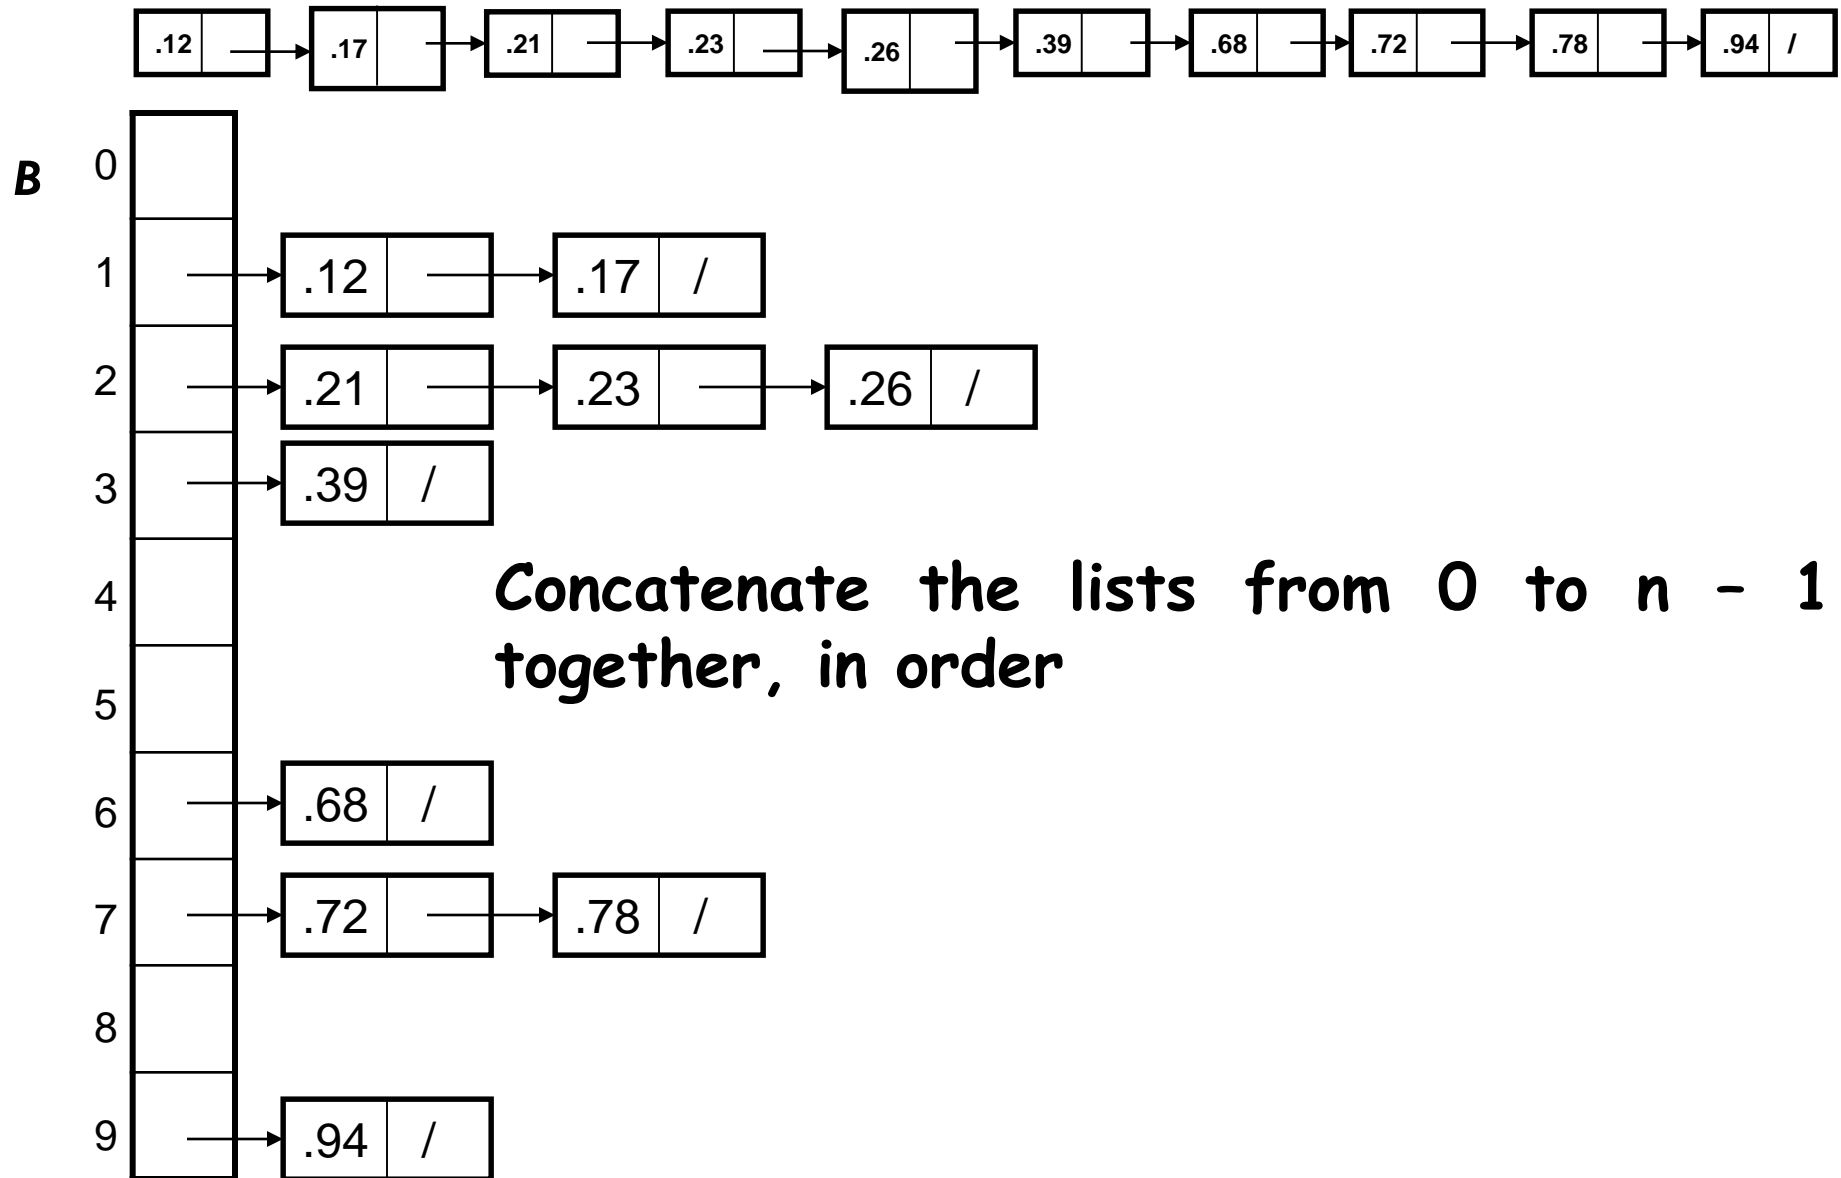 .12 .17 .21 .23 .26 .39 .68 .72 .78 .94 /
B 0
1 .12 .17 /
2 .21 .23 .26 /
3 .39 /
4
Concatenate the lists from 0 to n – 1
together, in order
5
6 .68 /
7 .72 .78 /
8
9 .94 /